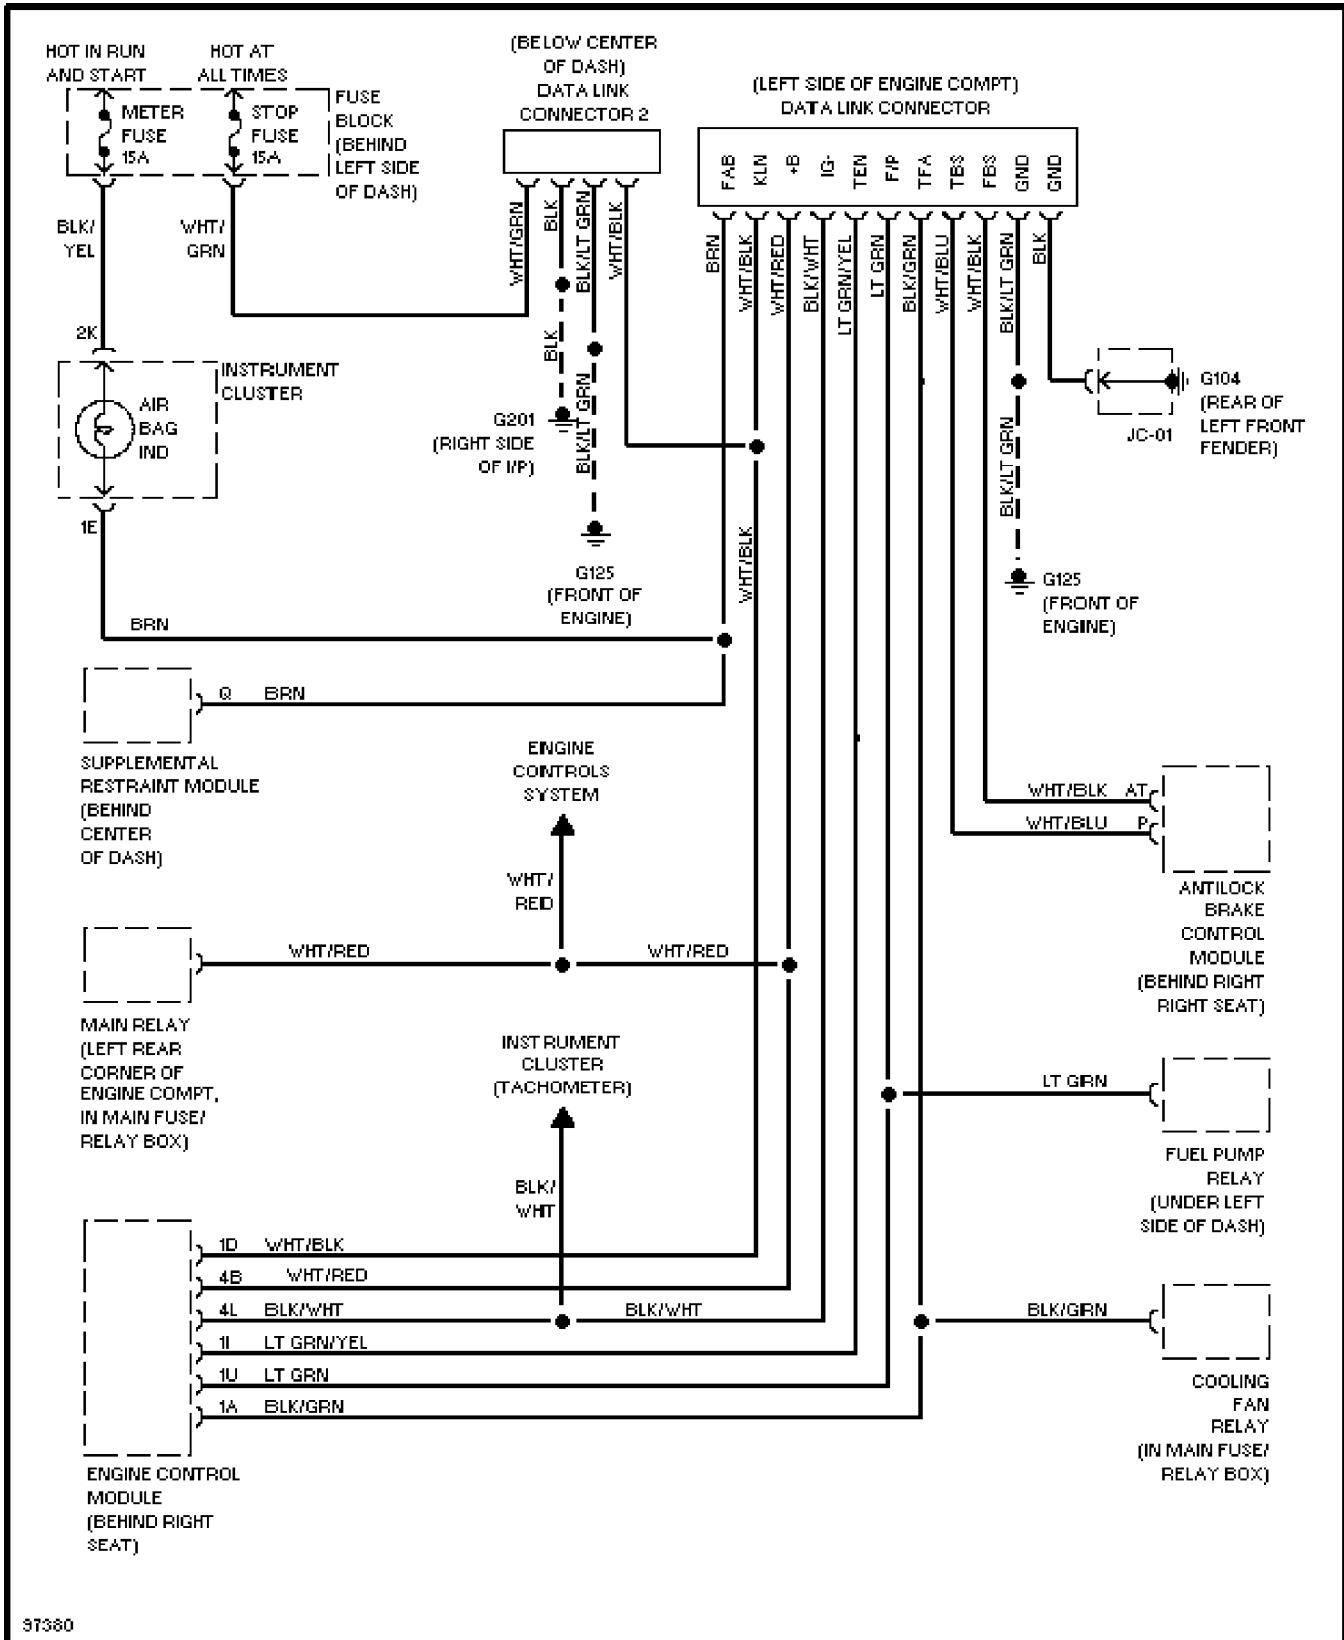 HOT IN RUN
AND START
HOT AT
ALL TIMES
METER
FUSE
15A
STOP
FUSE
15A
FUSE
BLOCK
(BEHIND
LEFT SIDE
OF DASH)
(BELOW CENTER
OF DASH)
DATA LINK
CONNECTOR 2
(LEFT SIDE OF ENGINE COMPT)
DATA LINK CONNECTOR
FAB
KLN
+B
IG-
TEN
F/P
TFA
TBS
FBS
GND
GND
BLK/
YEL
WHT/
GRN
WHT/GRN
BLK
BLK/LT GRN
WHT/BLK
BRN
WHT/BLK
WHT/RED
BLK/WHT
LT GRN/YEL
LT GRN
BLK/GRN
WHT/BLU
WHT/BLK
BLK/LT GRN
BLK
2K
INSTRUMENT
CLUSTER
AIR
BAG
IND
1E
BLK
BLK/LT GRN
G201
(RIGHT SIDE
OF I/P)
G125
(FRONT OF
ENGINE)
WHT/BLK
BLK/LT GRN
G104
(REAR OF
LEFT FRONT
FENDER)
JC-01
G125
(FRONT OF
ENGINE)
BRN
Q BRN
SUPPLEMENTAL
RESTRAINT MODULE
(BEHIND
CENTER
OF DASH)
ENGINE
CONTROLS
SYSTEM
WHT/
RED
WHT/BLK AT
WHT/BLU P
ANTILOCK
BRAKE
CONTROL
MODULE
(BEHIND RIGHT
RIGHT SEAT)
WHT/RED
WHT/RED
MAIN RELAY
(LEFT REAR
CORNER OF
ENGINE COMPT,
IN MAIN FUSE/
RELAY BOX)
INSTRUMENT
CLUSTER
(TACHOMETER)
BLK/
WHT
LT GRN
FUEL PUMP
RELAY
(UNDER LEFT
SIDE OF DASH)
1D WHT/BLK
4B WHT/RED
4L BLK/WHT
BLK/WHT
1I LT GRN/YEL
1U LT GRN
1A BLK/GRN
BLK/GRN
COOLING
FAN
RELAY
(IN MAIN FUSE/
RELAY BOX)
ENGINE CONTROL
MODULE
(BEHIND RIGHT
SEAT)
97380